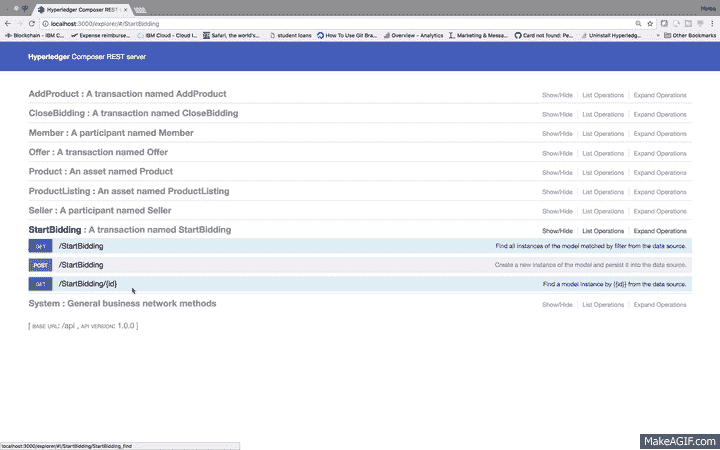 Hyperledger Composer REST s
localhost:3000/explorer/#/StartBidding
Blockchain - IBM C...
Expense reimburse...
IBM Cloud - Cloud I...
Safari, the world's...
student loans
How To Use Git Bra...
Overview - Analytics
Marketing & Messa...
Card not found: Pe...
Uninstall Hyperledg...
Other Bookmarks
Hyperledger Composer REST server
AddProduct : A transaction named AddProduct Show/Hide List Operations Expand Operations
CloseBidding : A transaction named CloseBidding Show/Hide List Operations Expand Operations
Member : A participant named Member Show/Hide List Operations Expand Operations
Offer : A transaction named Offer Show/Hide List Operations Expand Operations
Product : An asset named Product Show/Hide List Operations Expand Operations
ProductListing : An asset named ProductListing Show/Hide List Operations Expand Operations
Seller : A participant named Seller Show/Hide List Operations Expand Operations
StartBidding : A transaction named StartBidding Show/Hide List Operations Expand Operations
GET /StartBidding Find all instances of the model matched by filter from the data source.
POST /StartBidding Create a new instance of the model and persist it into the data source.
GET /StartBidding/{id} Find a model instance by {{id}} from the data source.
System : General business network methods Show/Hide List Operations Expand Operations
[ BASE URL: /api , API VERSION: 1.0.0 ]
localhost:3000/explorer/#!/StartBidding/StartBidding_find
MakeAGIF.com